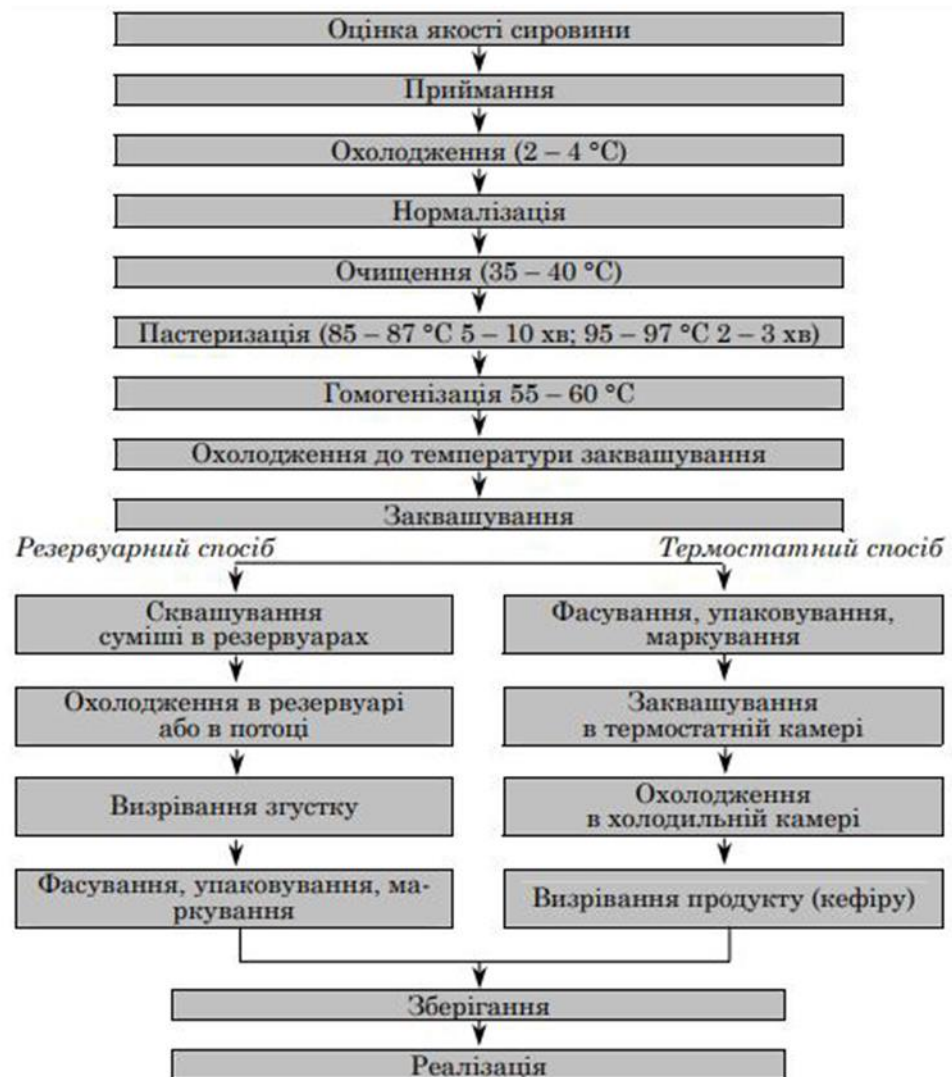 Оцінка якості сировини
Приймання
Охолодження (2 – 4 °С)
Нормалізація
Очищення (35 – 40 °С)
Пастеризація (85 – 87 °С 5 – 10 хв; 95 – 97 °С 2 – 3 хв)
Гомогенізація 55 – 60 °С
Охолодження до температури заквашування
Заквашування
Резервуарний спосіб
Сквашування
суміші в резервуарах
Охолодження в резервуарі
або в потоці
Визрівання згустку
Фасування, упаковування, ма-
ркування
Термостатний спосіб
Фасування, упаковування,
маркування
Заквашування
в термостатній камері
Охолодження
в холодильній камері
Визрівання продукту (кефіру)
Зберігання
Реалізація